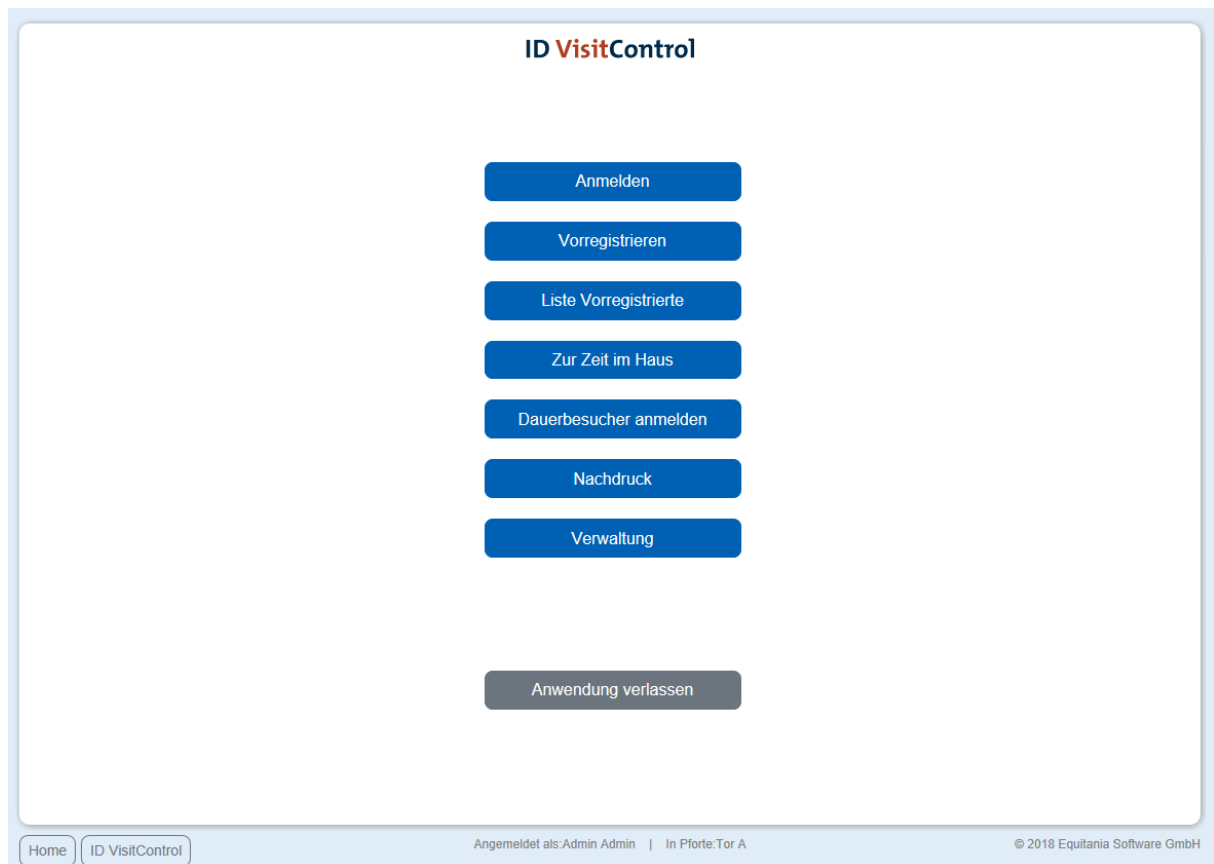 ID VisitControl
Anmelden
Vorregistrieren
Liste Vorregistrierte
Zur Zeit im Haus
Dauerbesucher anmelden
Nachdruck
Verwaltung
Anwendung verlassen
Home ID VisitControl Angemeldet als:Admin Admin | In Pforte:Tor A © 2018 Equitania Software GmbH